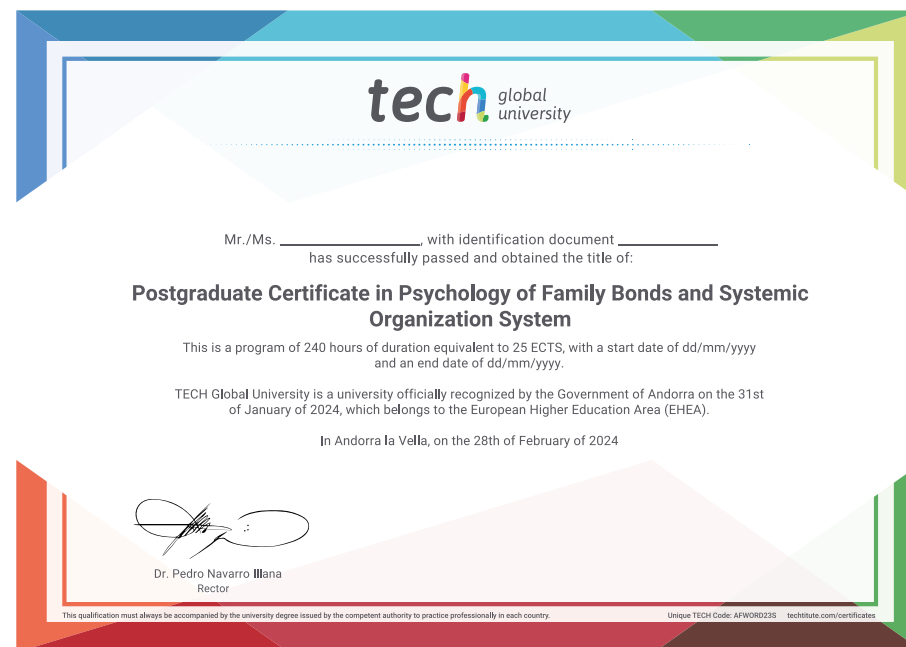 tech global university
Mr./Ms. ____________________, with identification document ______________
has successfully passed and obtained the title of:
Postgraduate Certificate in Psychology of Family Bonds and Systemic
Organization System
This is a program of 240 hours of duration equivalent to 25 ECTS, with a start date of dd/mm/yyyy
and an end date of dd/mm/yyyy.
TECH Global University is a university officially recognized by the Government of Andorra on the 31st
of January of 2024, which belongs to the European Higher Education Area (EHEA).
In Andorra la Vella, on the 28th of February of 2024
Dr. Pedro Navarro Illana
Rector
This qualification must always be accompanied by the university degree issued by the competent authority to practice professionally in each country. Unique TECH Code: AFWORD23S techtitute.com/certificates